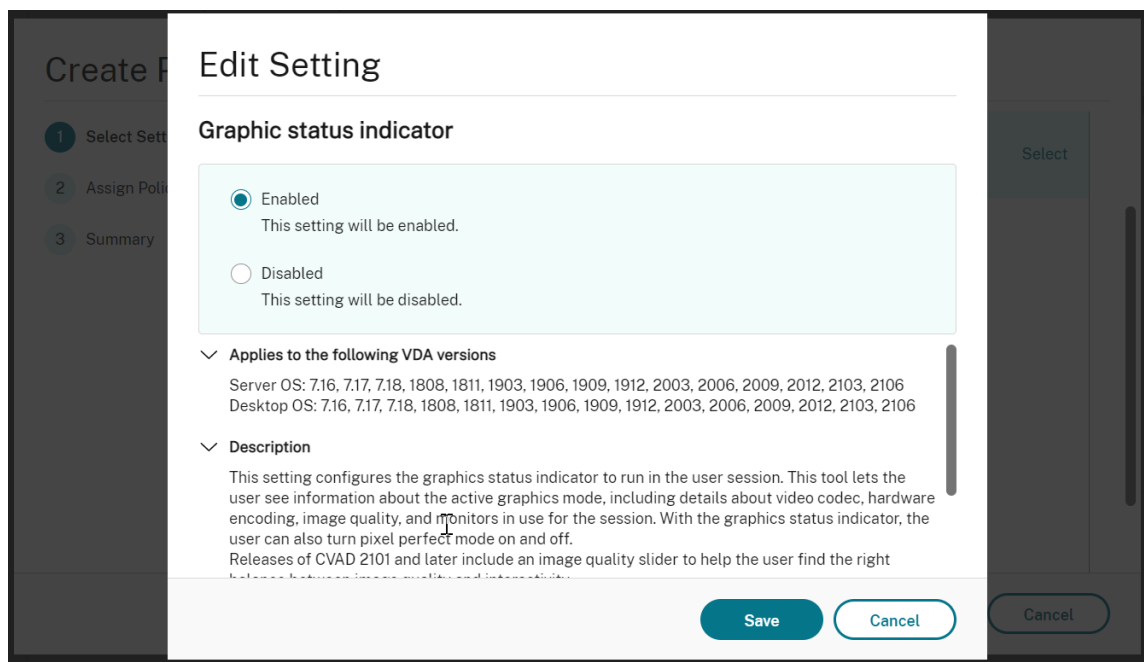 Create
Edit Setting
1 Select Sett
2 Assign Poli
3 Summary
Select
Graphic status indicator
Enabled
This setting will be enabled.
Disabled
This setting will be disabled.
Applies to the following VDA versions
Server OS: 7.16, 7.17, 7.18, 1808, 1811, 1903, 1906, 1909, 1912, 2003, 2006, 2009, 2012, 2103, 2106
Desktop OS: 7.16, 7.17, 7.18, 1808, 1811, 1903, 1906, 1909, 1912, 2003, 2006, 2009, 2012, 2103, 2106
Description
This setting configures the graphics status indicator to run in the user session. This tool lets the
user see information about the active graphics mode, including details about video codec, hardware
encoding, image quality, and monitors in use for the session. With the graphics status indicator, the
user can also turn pixel perfect mode on and off.
Releases of CVAD 2101 and later include an image quality slider to help the user find the right
balance between image quality and interactivity.
Save
Cancel
Cancel